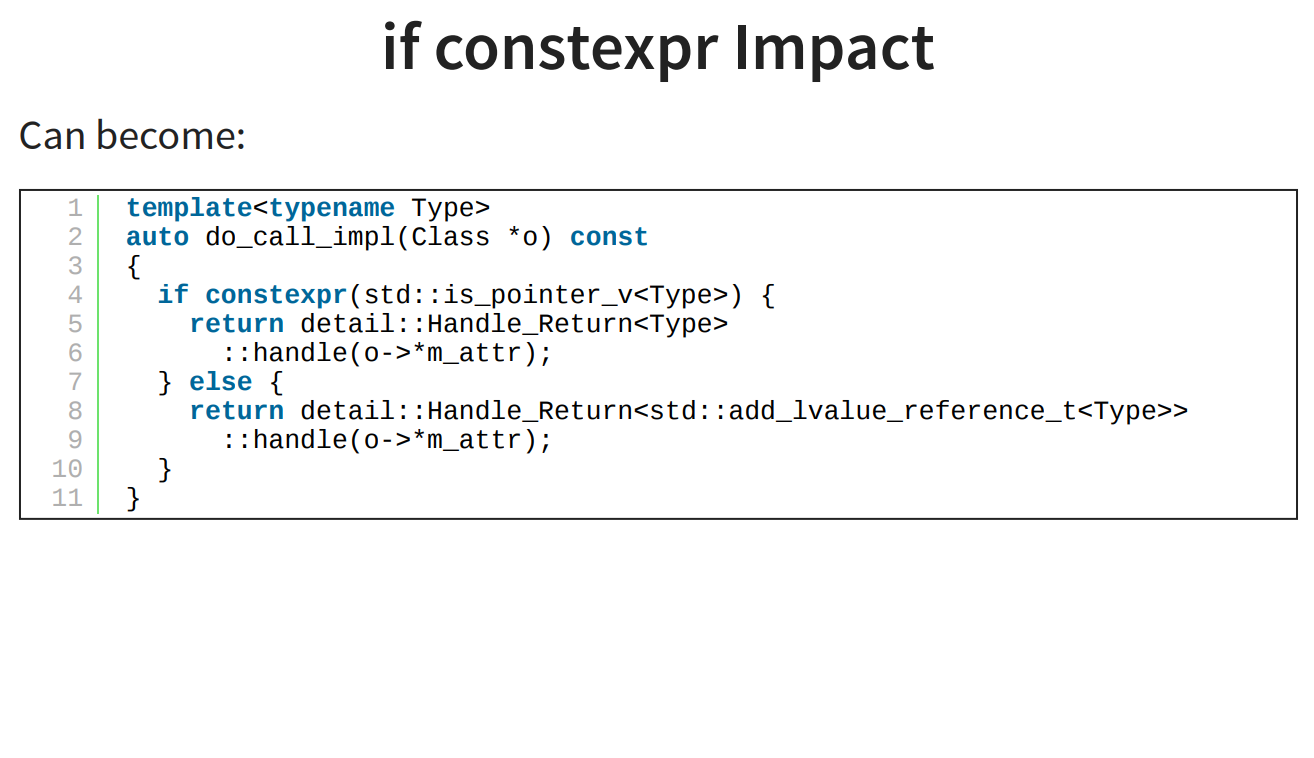 if constexpr Impact
Can become:
1 template<typename Type>
2 auto do_call_impl(Class *o) const
3 {
4   if constexpr(std::is_pointer_v<Type>) {
5     return detail::Handle_Return<Type>
6       ::handle(o->*m_attr);
7   } else {
8     return detail::Handle_Return<std::add_lvalue_reference_t<Type>>
9       ::handle(o->*m_attr);
10   }
11 }